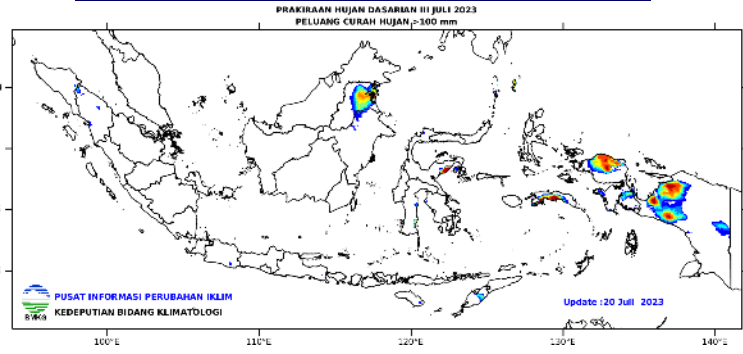 PRAKIRAAN HUJAN DASARIAN III JULI 2023
PELUANG CURAH HUJAN >100 mm
PUSAT INFORMASI PERUBAHAN IKLIM
KEDEPUTIAN BIDANG KLIMATOLOGI
BMKG
Update :20 Juli 2023
100°E 110°E 120°E 130°E 140°E